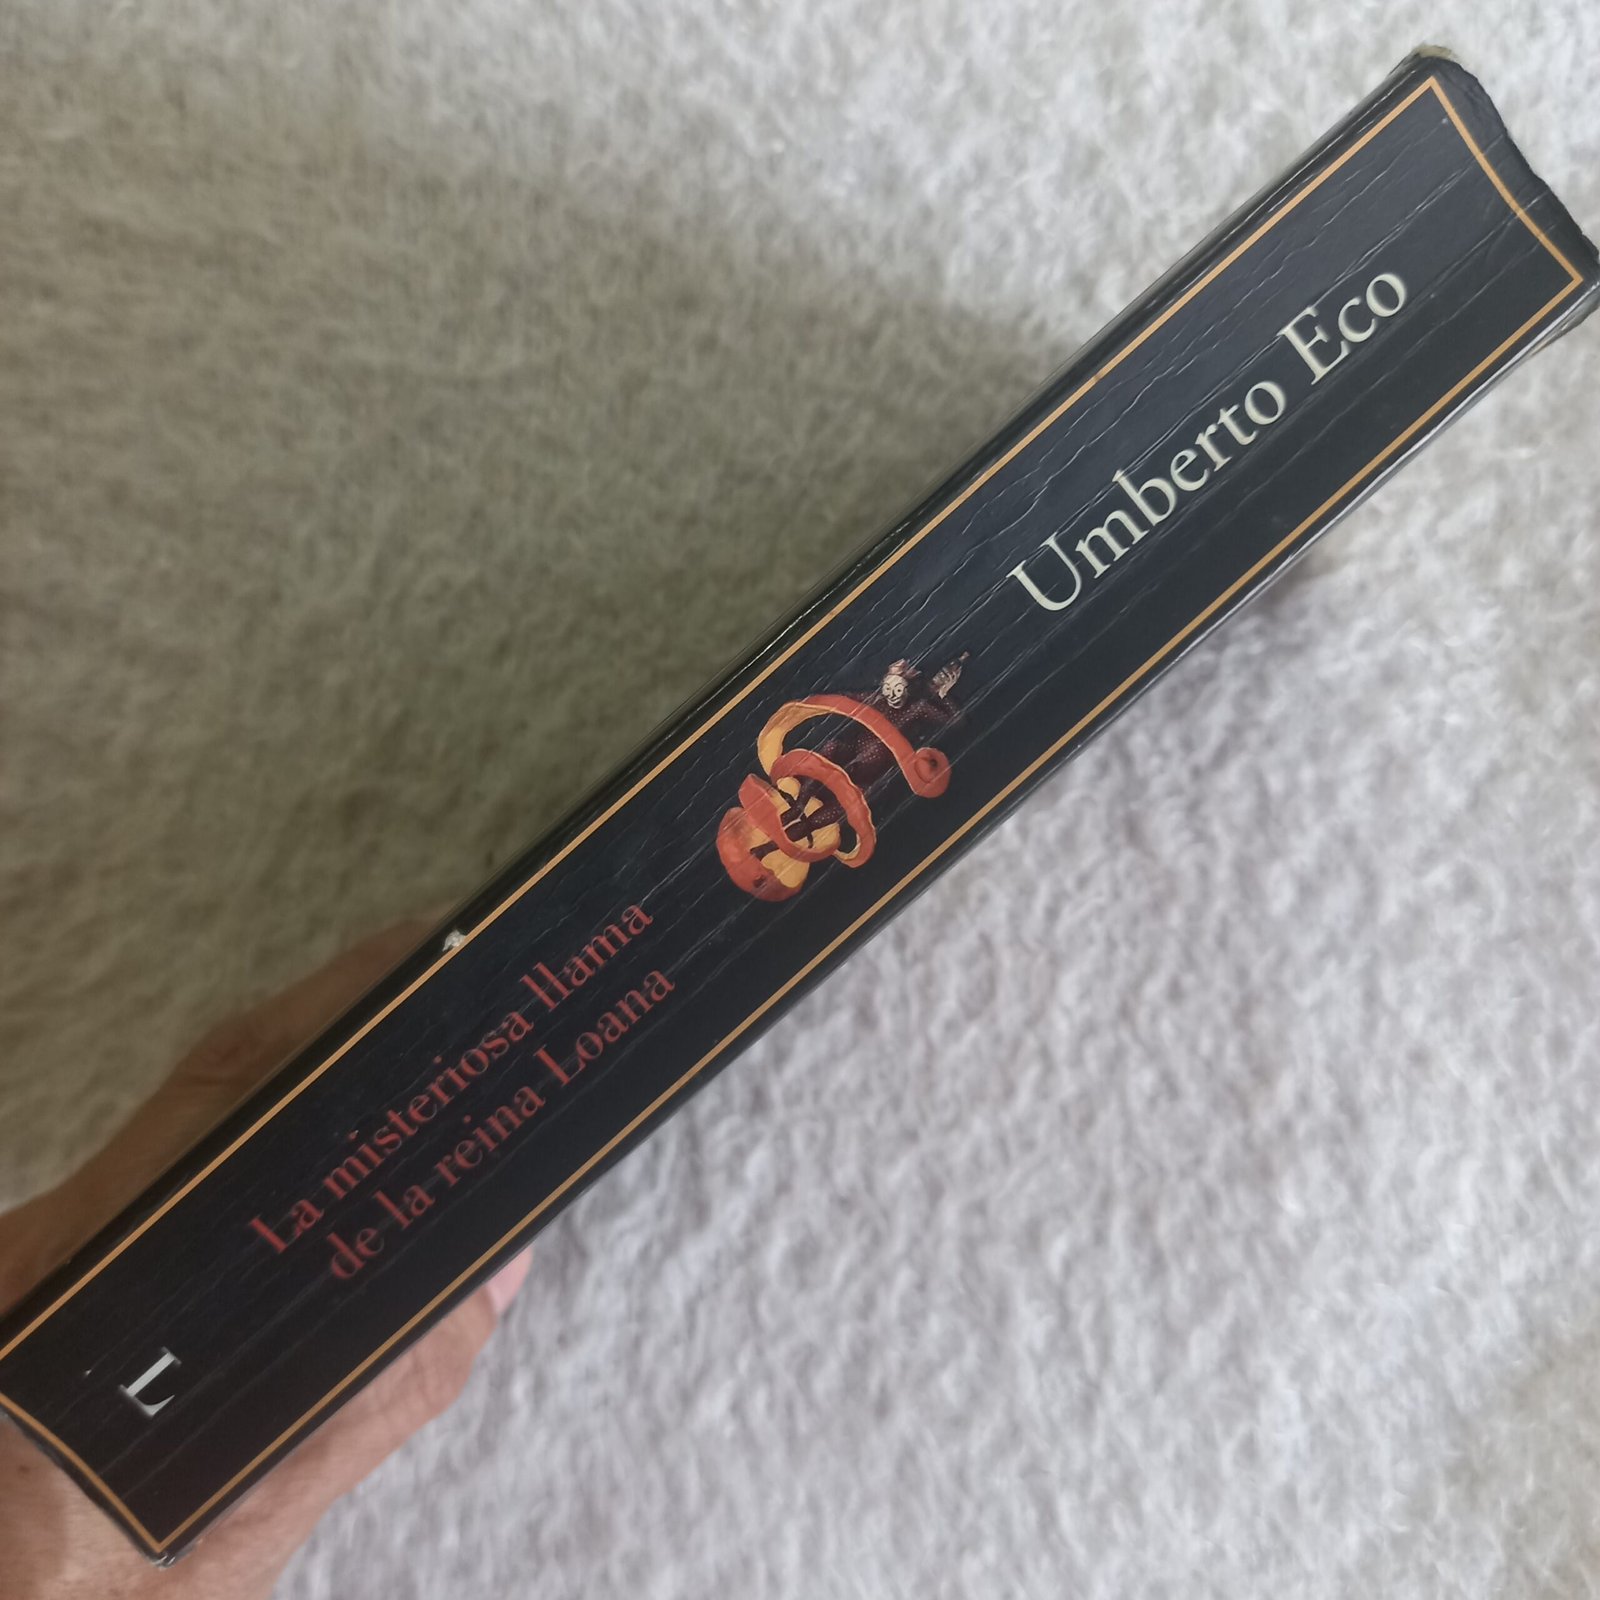 Umberto Eco
La misteriosa llama
de la reina Loana
L